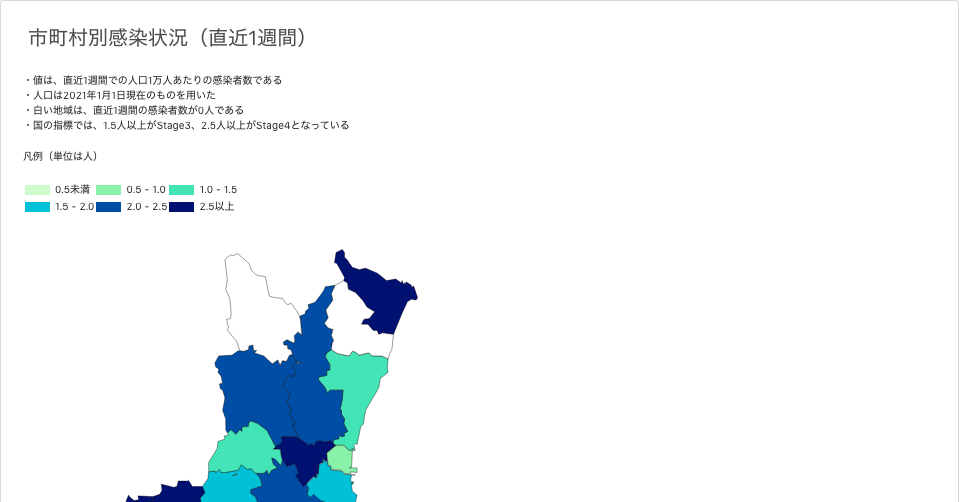 市町村別感染状況（直近1週間）
・値は、直近1週間での人口1万人あたりの感染者数である
・人口は2021年1月1日現在のものを用いた
・白い地域は、直近1週間の感染者数が0人である
・国の指標では、1.5人以上がStage3、2.5人以上がStage4となっている
凡例（単位は人）
0.5未満 0.5 - 1.0 1.0 - 1.5
1.5 - 2.0 2.0 - 2.5 2.5以上